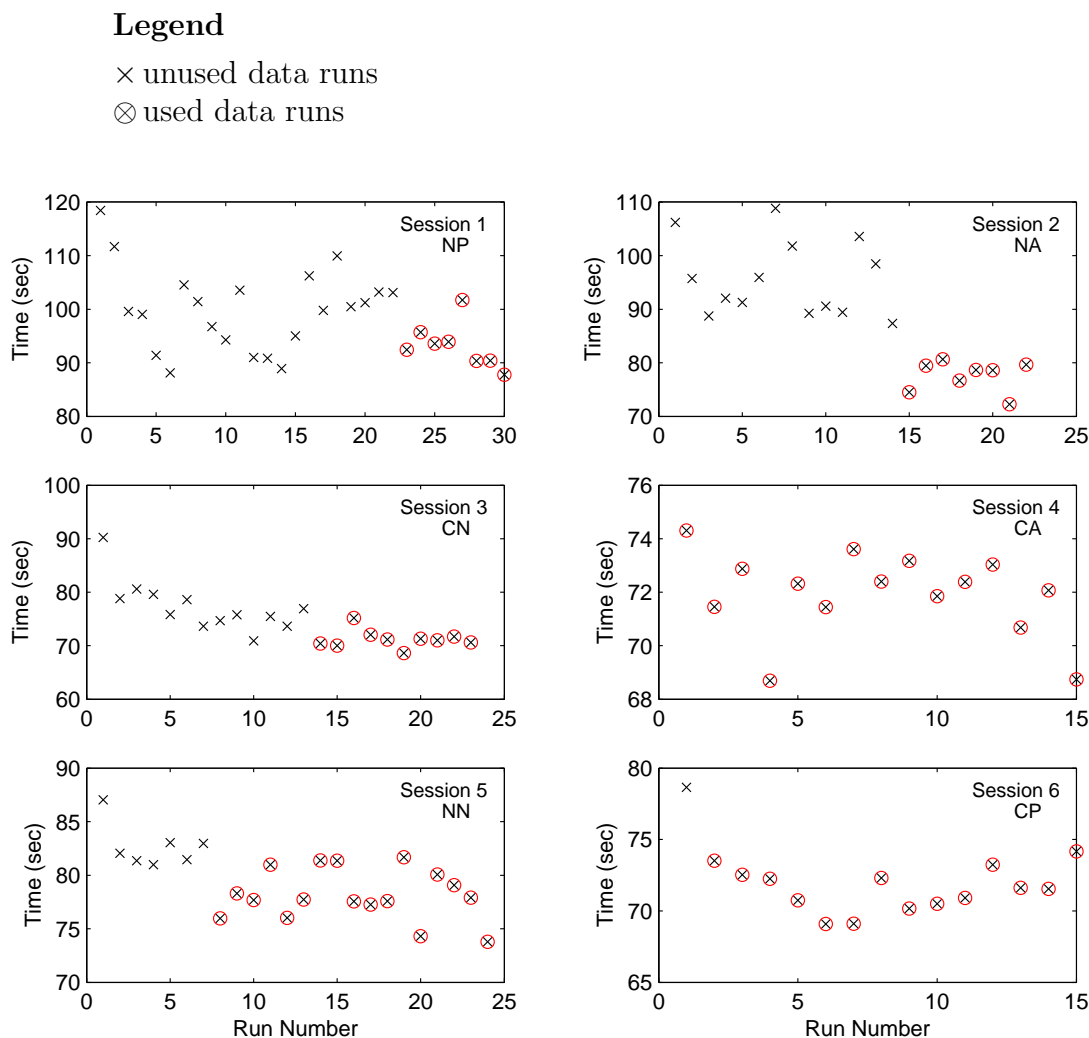 Legend
× unused data runs
⊗ used data runs
120
110
100
90
80
0
5
10
15
20
25
30
Time (sec)
Session 1
NP
110
100
90
80
70
0
5
10
15
20
25
Time (sec)
Session 2
NA
100
90
80
70
60
0
5
10
15
20
25
Time (sec)
Session 3
CN
76
74
72
70
68
0
5
10
15
Time (sec)
Session 4
CA
90
85
80
75
70
0
5
10
15
20
25
Time (sec)
Session 5
NN
Run Number
80
75
70
65
0
5
10
15
Time (sec)
Session 6
CP
Run Number